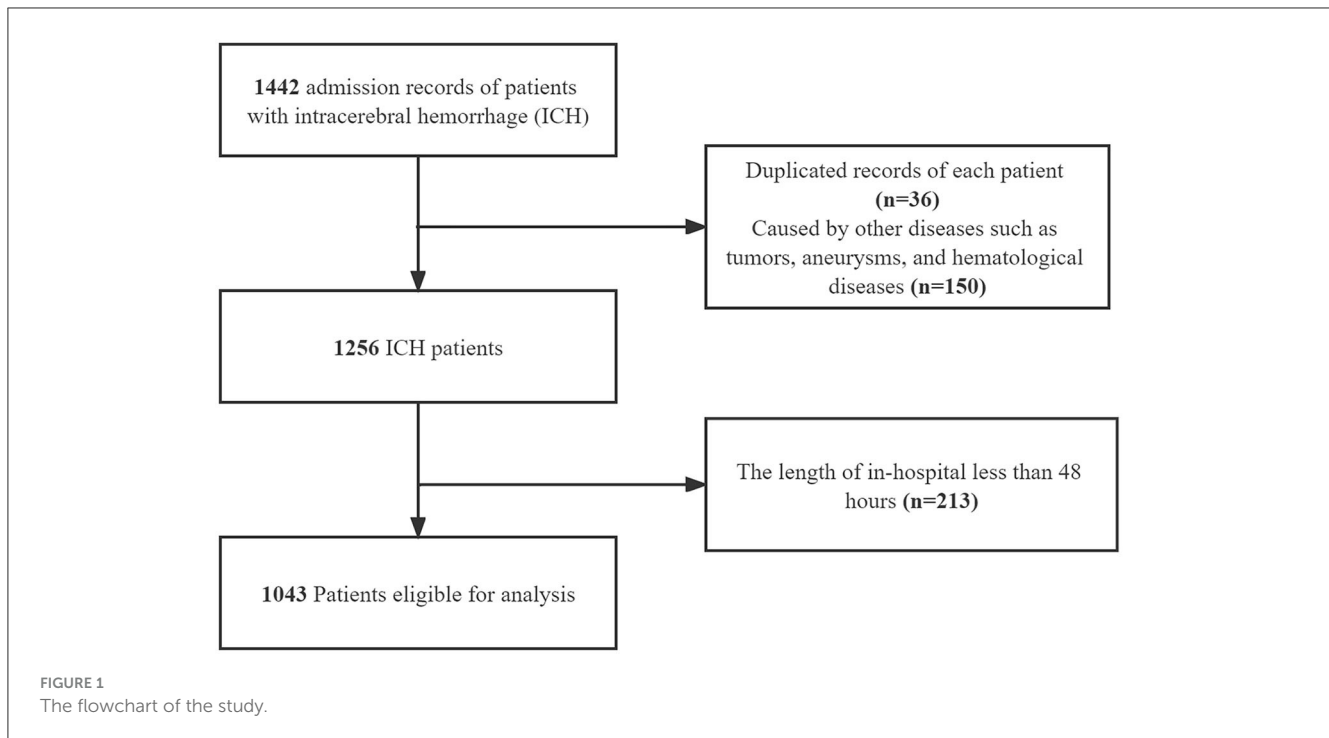 1442 admission records of patients
with intracerebral hemorrhage (ICH)
Duplicated records of each patient
(n=36)
Caused by other diseases such as
tumors, aneurysms, and hematological
diseases (n=150)
1256 ICH patients
The length of in-hospital less than 48
hours (n=213)
1043 Patients eligible for analysis
FIGURE 1
The flowchart of the study.